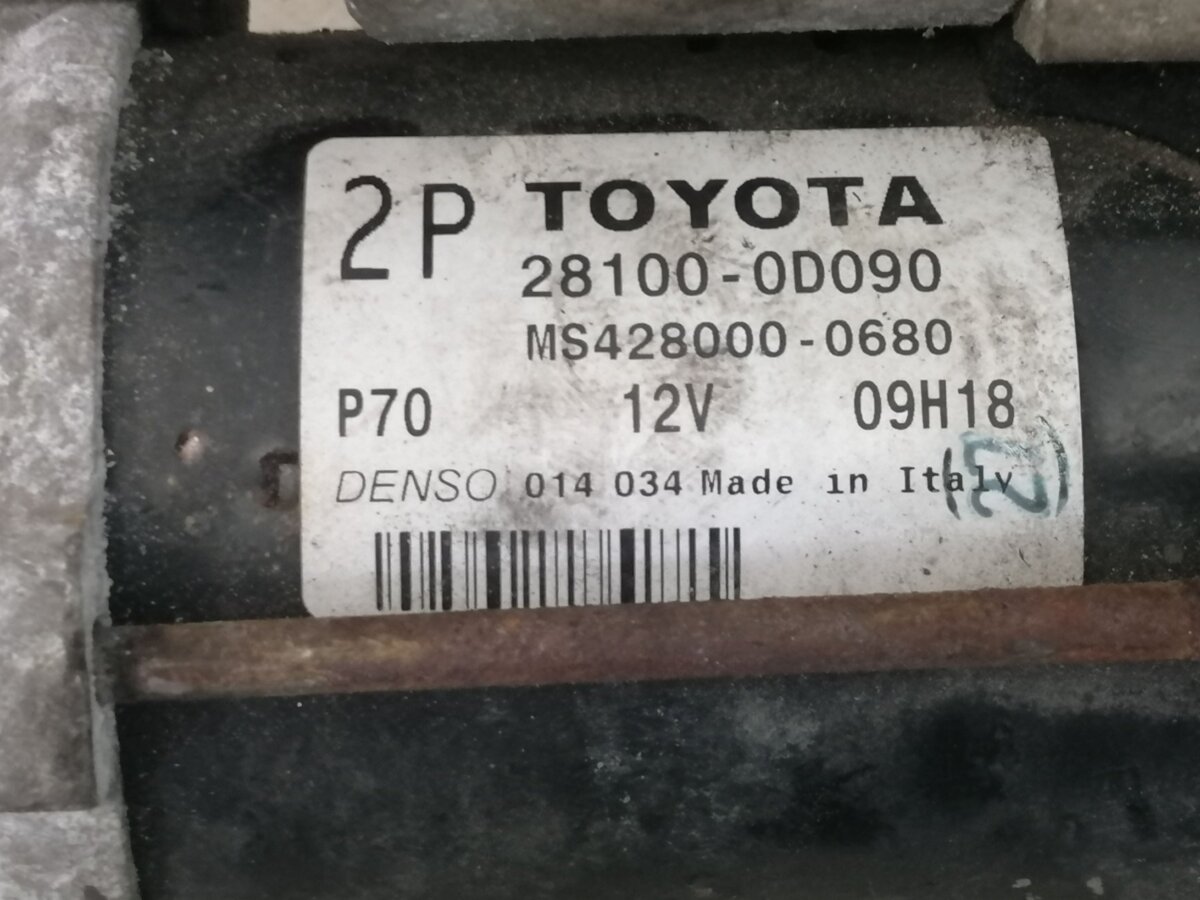 2P TOYOTA
28100-0D090
MS428000-0680
P70 12V 09H18
DENSO 014 034 Made in Italy